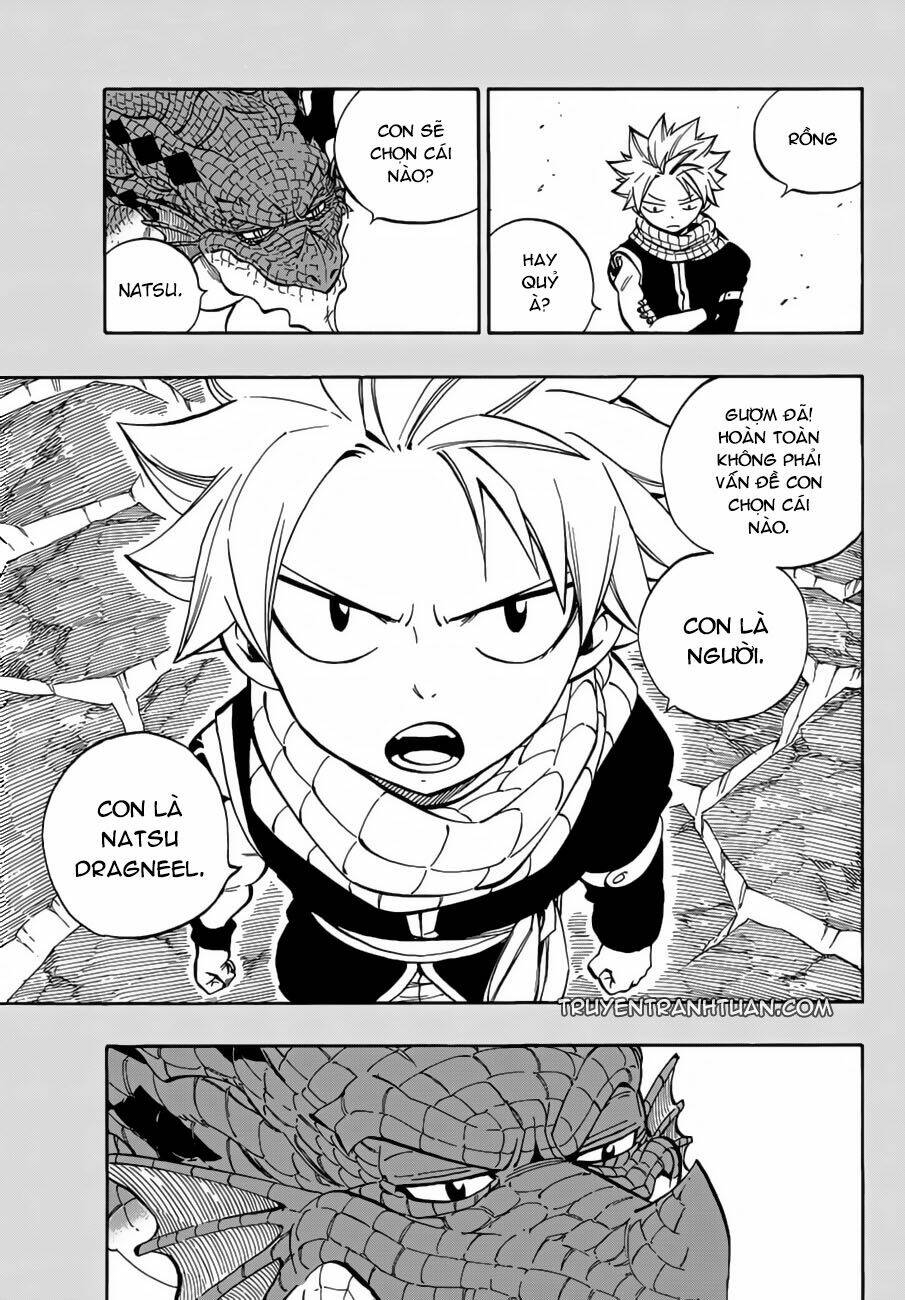 RỒNG
HAY
QUỶ
À?
CON SẼ
CHỌN CÁI
NÀO?
NATSU.
GƯỢM ĐÃ!
HOÀN TOÀN
KHÔNG PHẢI
VẤN ĐỀ CON
CHỌN CÁI
NÀO.
CON LÀ
NGƯỜI.
CON LÀ
NATSU
DRAGNEEL.
TRUYENTRANHTUAN.COM